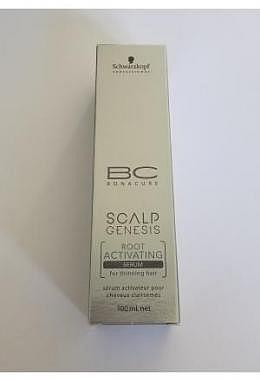 Schwarzkopf
PROFESSIONAL
BC
BONACURE
SCALP
GENESIS
ROOT
ACTIVATING
SERUM
for thinning hair
sérum activateur pour
cheveux clairsemés
100 mL net